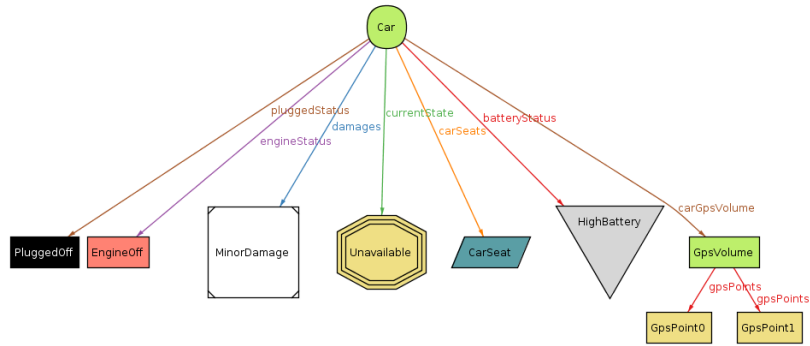 Car
pluggedStatus
damages
currentState
carSeats
batteryStatus
engineStatus
carGpsVolume
PluggedOff
EngineOff
MinorDamage
Unavailable
CarSeat
HighBattery
GpsVolume
gpsPoints
gpsPoints
GpsPoint0
GpsPoint1